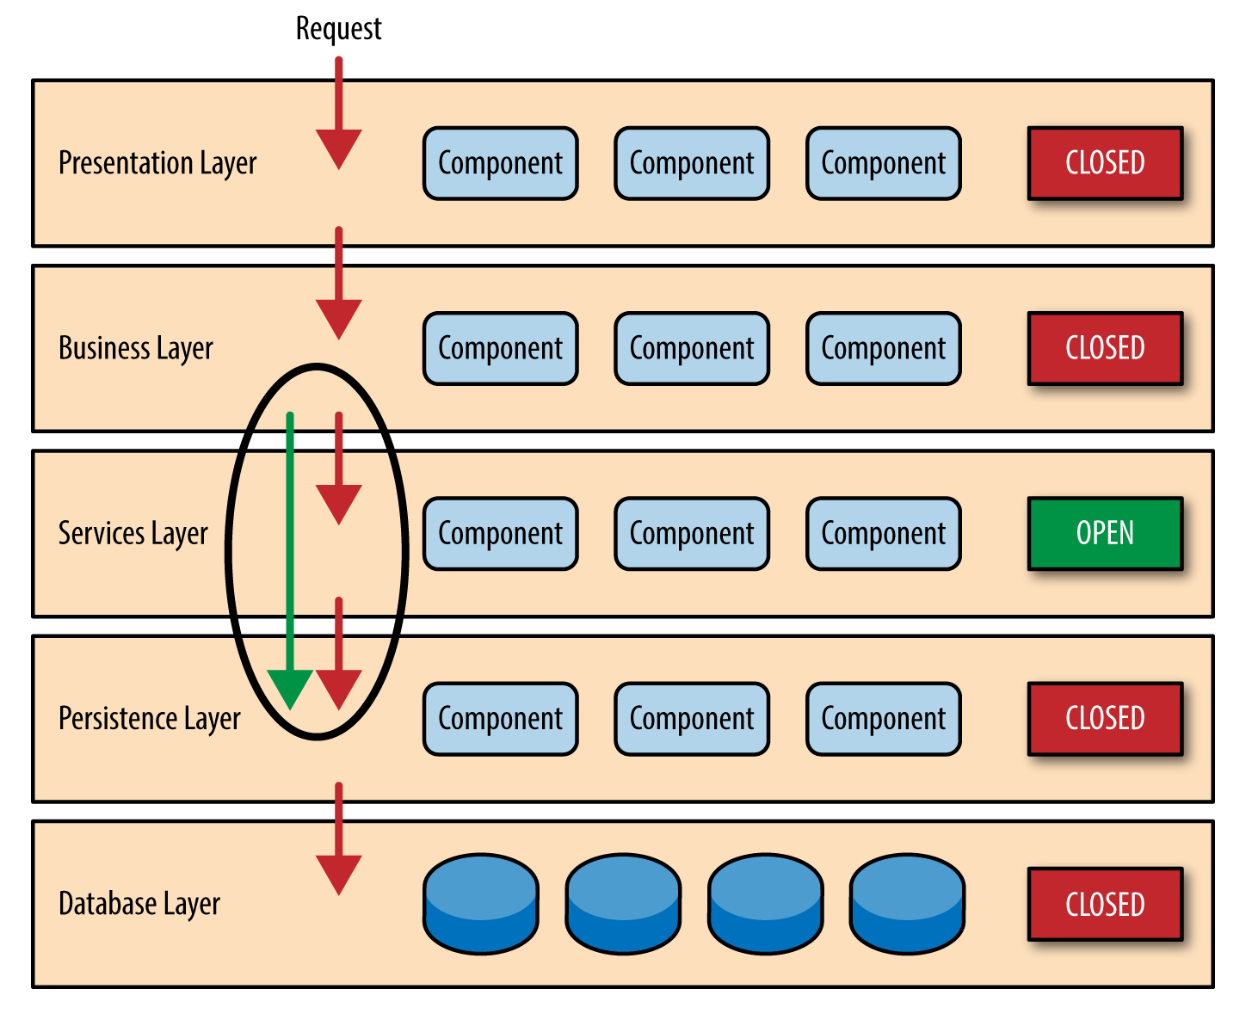 Request
Presentation Layer Component Component Component CLOSED
Business Layer Component Component Component CLOSED
Services Layer Component Component Component OPEN
Persistence Layer Component Component Component CLOSED
Database Layer CLOSED